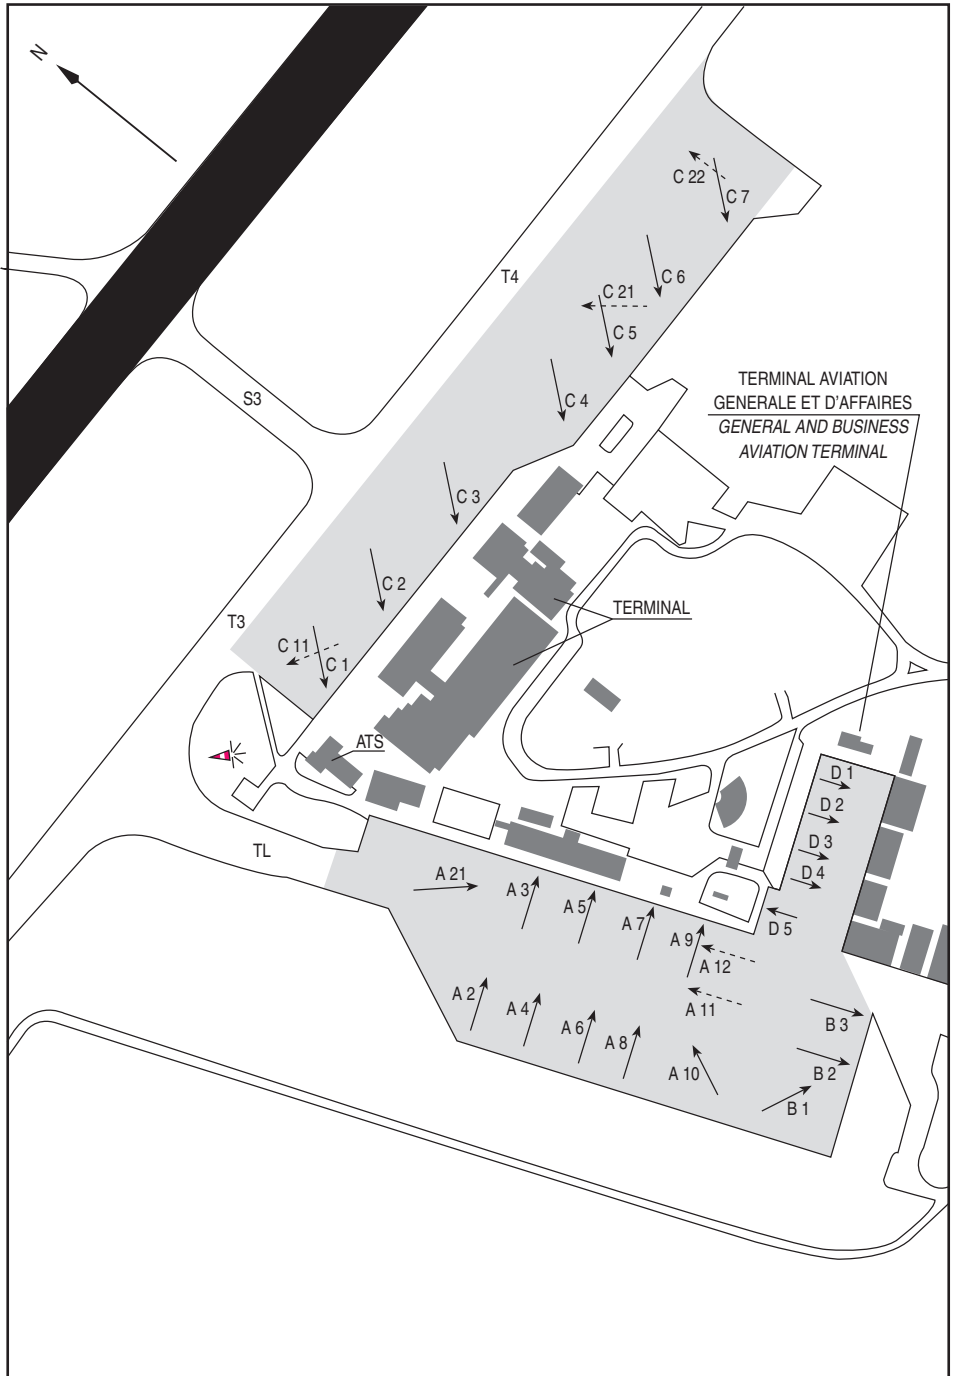 N
C 22
C 7
C 6
T4
C 21
C 5
TERMINAL AVIATION
GENERALE ET D'AFFAIRES
GENERAL AND BUSINESS
AVIATION TERMINAL
S3
C 4
C 3
C 2
TERMINAL
T3
C 11
C 1
ATS
D 1
D 2
TL
D 3
D 4
A 21
A 3
A 5
A 7
D 5
A 9
A 12
A 2
A 4
A 11
A 6
A 8
B 3
A 10
B 2
B 1